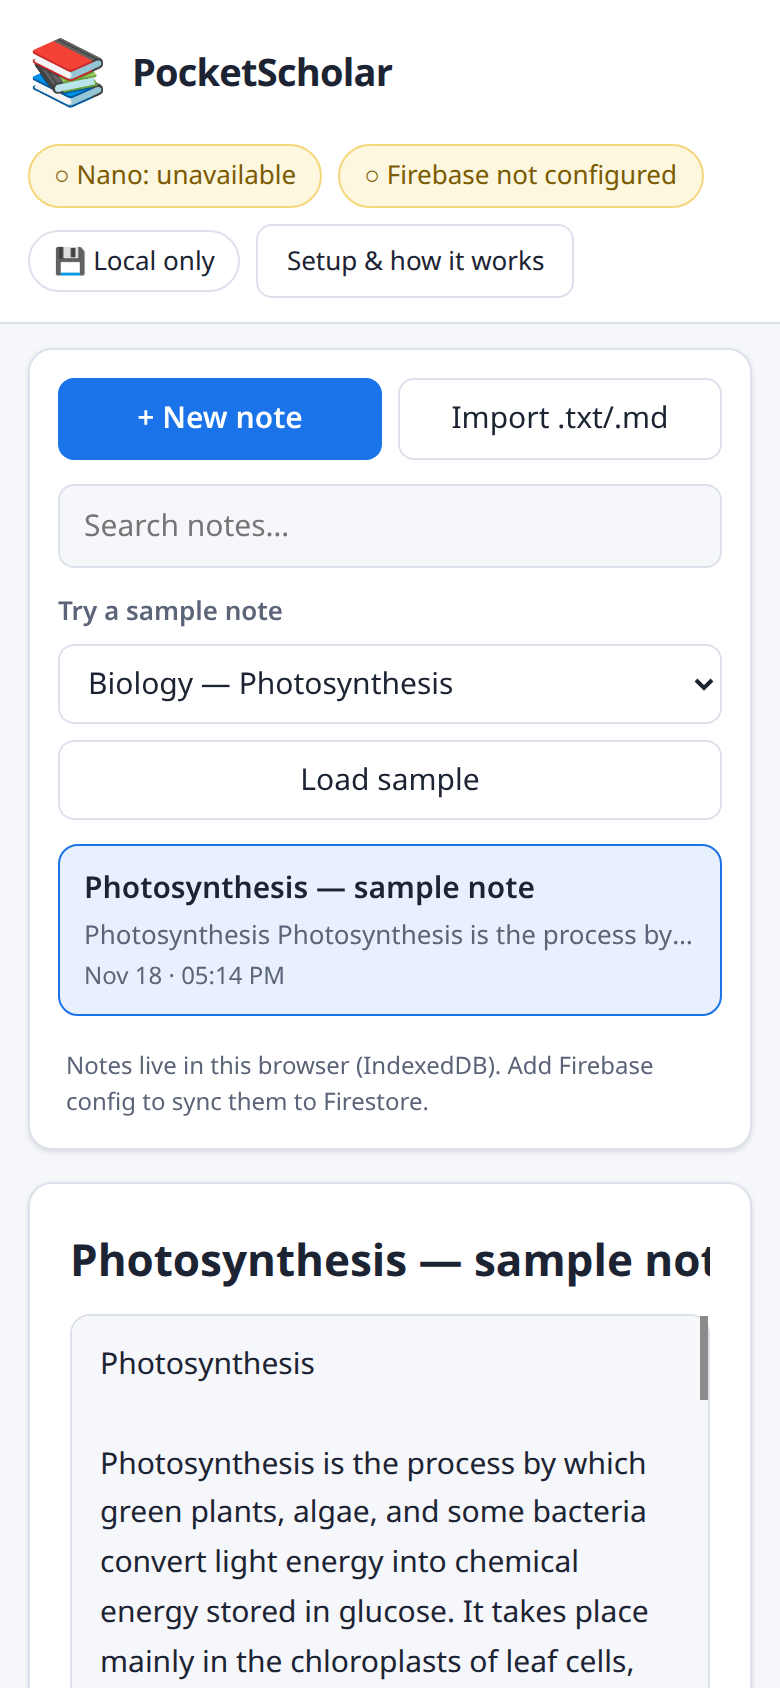 PocketScholar
○ Nano: unavailable
○ Firebase not configured
Local only
Setup & how it works
+ New note
Import .txt/.md
Search notes...
Try a sample note
Biology — Photosynthesis
Load sample
Photosynthesis — sample note
Photosynthesis Photosynthesis is the process by...
Nov 18 · 05:14 PM
Notes live in this browser (IndexedDB). Add Firebase
config to sync them to Firestore.
Photosynthesis — sample not
Photosynthesis
Photosynthesis is the process by which
green plants, algae, and some bacteria
convert light energy into chemical
energy stored in glucose. It takes place
mainly in the chloroplasts of leaf cells,